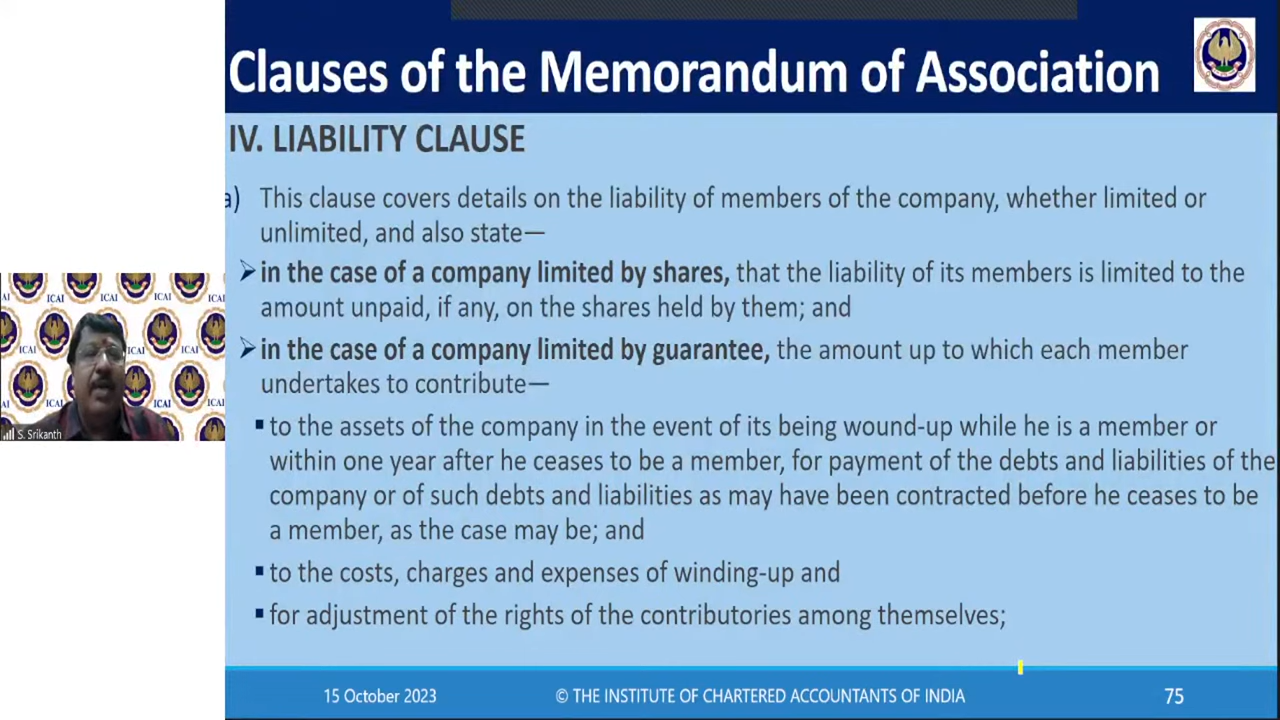 Clauses of the Memorandum of Association
IV. LIABILITY CLAUSE
a) This clause covers details on the liability of members of the company, whether limited or
unlimited, and also state—
➢in the case of a company limited by shares, that the liability of its members is limited to the
amount unpaid, if any, on the shares held by them; and
➢in the case of a company limited by guarantee, the amount up to which each member
undertakes to contribute—
▪to the assets of the company in the event of its being wound-up while he is a member or
within one year after he ceases to be a member, for payment of the debts and liabilities of the
company or of such debts and liabilities as may have been contracted before he ceases to be
a member, as the case may be; and
▪to the costs, charges and expenses of winding-up and
▪for adjustment of the rights of the contributories among themselves;
ICAI ICAI
ICAI
S. Srikanth
15 October 2023 © THE INSTITUTE OF CHARTERED ACCOUNTANTS OF INDIA 75